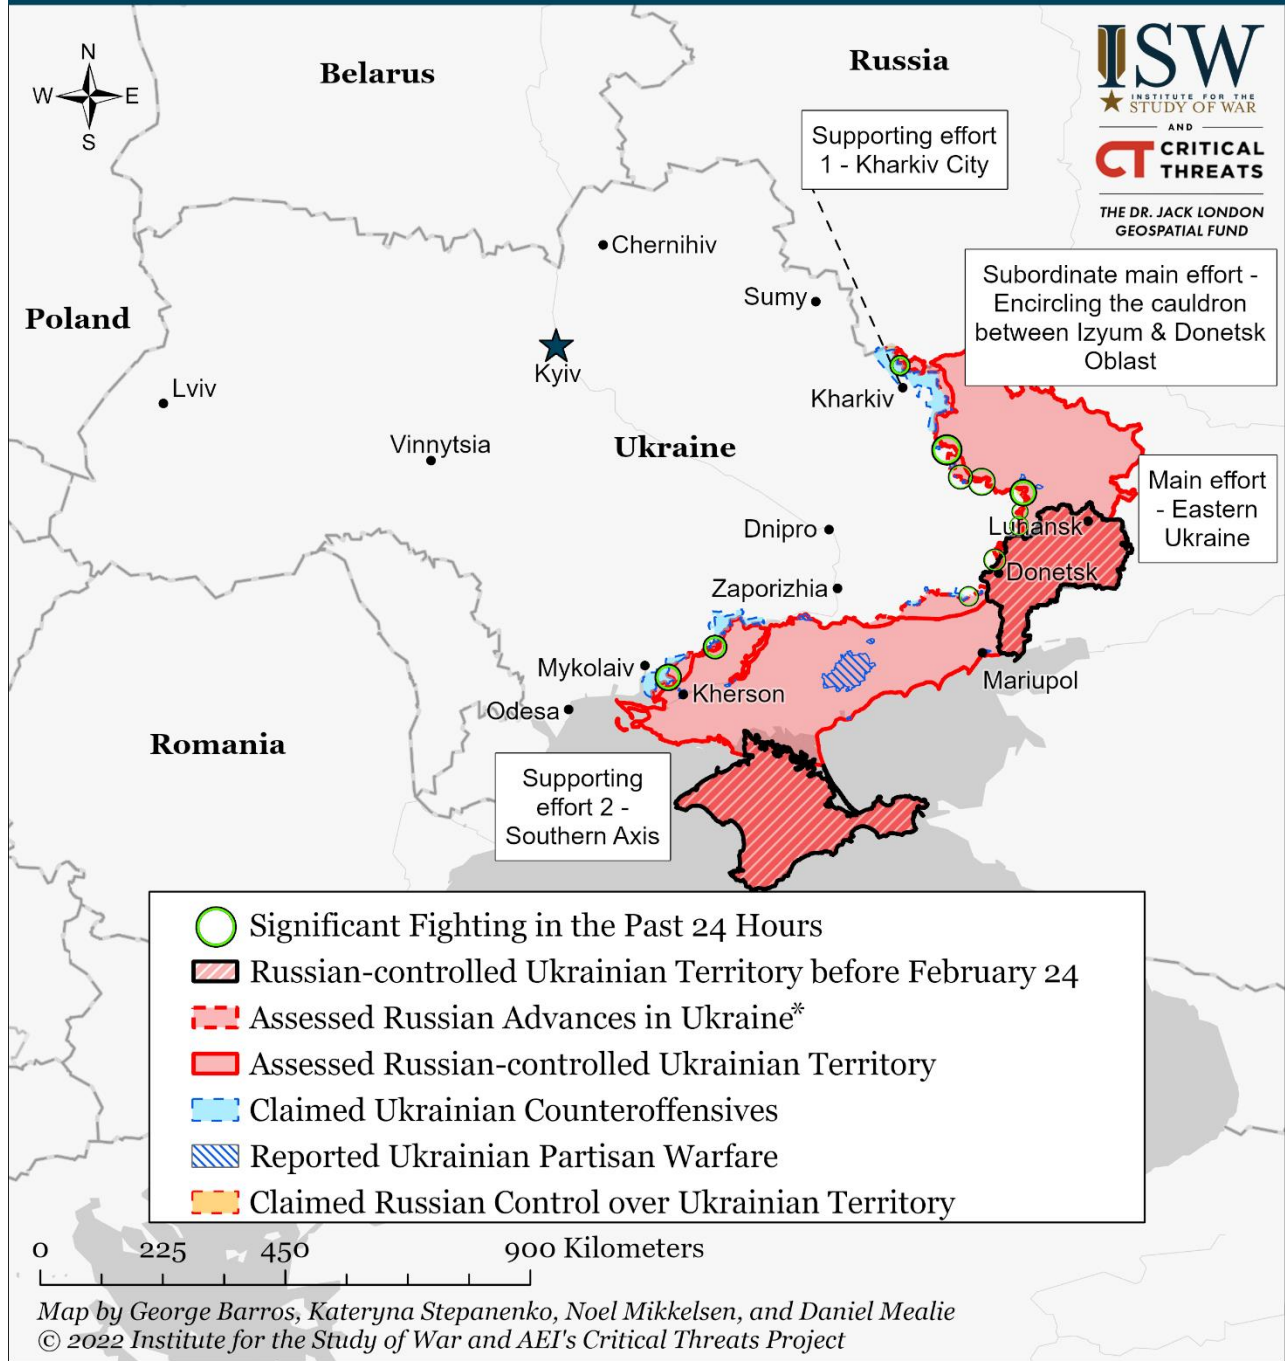 N
W
E
S
Belarus
Russia
ISW
INSTITUTE FOR THE
STUDY OF WAR
AND
CT CRITICAL
THREATS
THE DR. JACK LONDON
GEOSPATIAL FUND
Supporting effort
1 - Kharkiv City
Chernihiv
Subordinate main effort -
Encircling the cauldron
between Izyum & Donetsk
Oblast
Sumy
Poland
Kyiv
Lviv
Kharkiv
Vinnytsia
Ukraine
Main effort
- Eastern
Ukraine
Dnipro
Luhansk
Donetsk
Zaporizhia
Mykolaiv
Mariupol
Kherson
Odesa
Romania
Supporting
effort 2 -
Southern Axis
Significant Fighting in the Past 24 Hours
Russian-controlled Ukrainian Territory before February 24
Assessed Russian Advances in Ukraine*
Assessed Russian-controlled Ukrainian Territory
Claimed Ukrainian Counteroffensives
Reported Ukrainian Partisan Warfare
Claimed Russian Control over Ukrainian Territory
0 225 450 900 Kilometers
Map by George Barros, Kateryna Stepanenko, Noel Mikkelsen, and Daniel Mealie
© 2022 Institute for the Study of War and AEI's Critical Threats Project